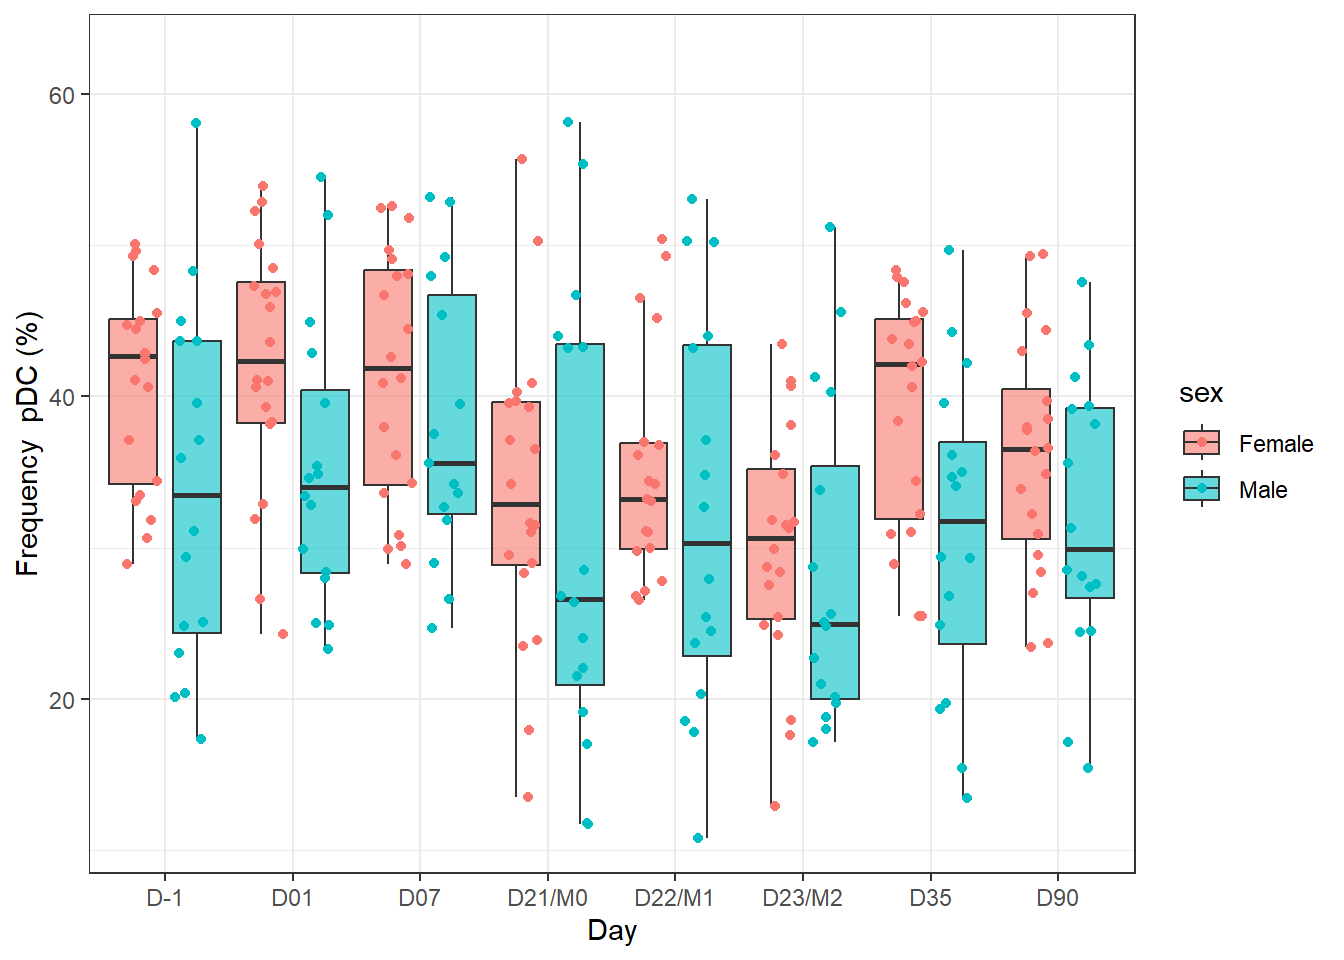 Frequency  pDC (%)
60
40
20
D-1
D01
D07
D21/M0
D22/M1
D23/M2
D35
D90
Day
sex
Female
Male